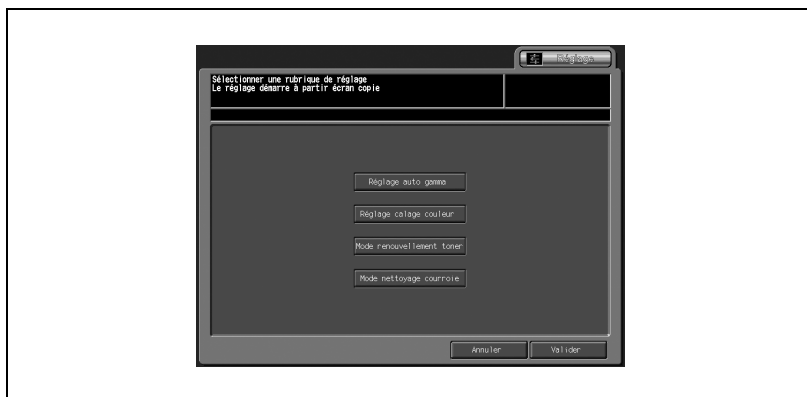 Réglage
Sélectionner une rubrique de réglage
Le réglage démarre à partir écran copie
Réglage auto gamma
Réglage calage couleur
Mode renouvellement toner
Mode nettoyage courroie
Annuler
Valider